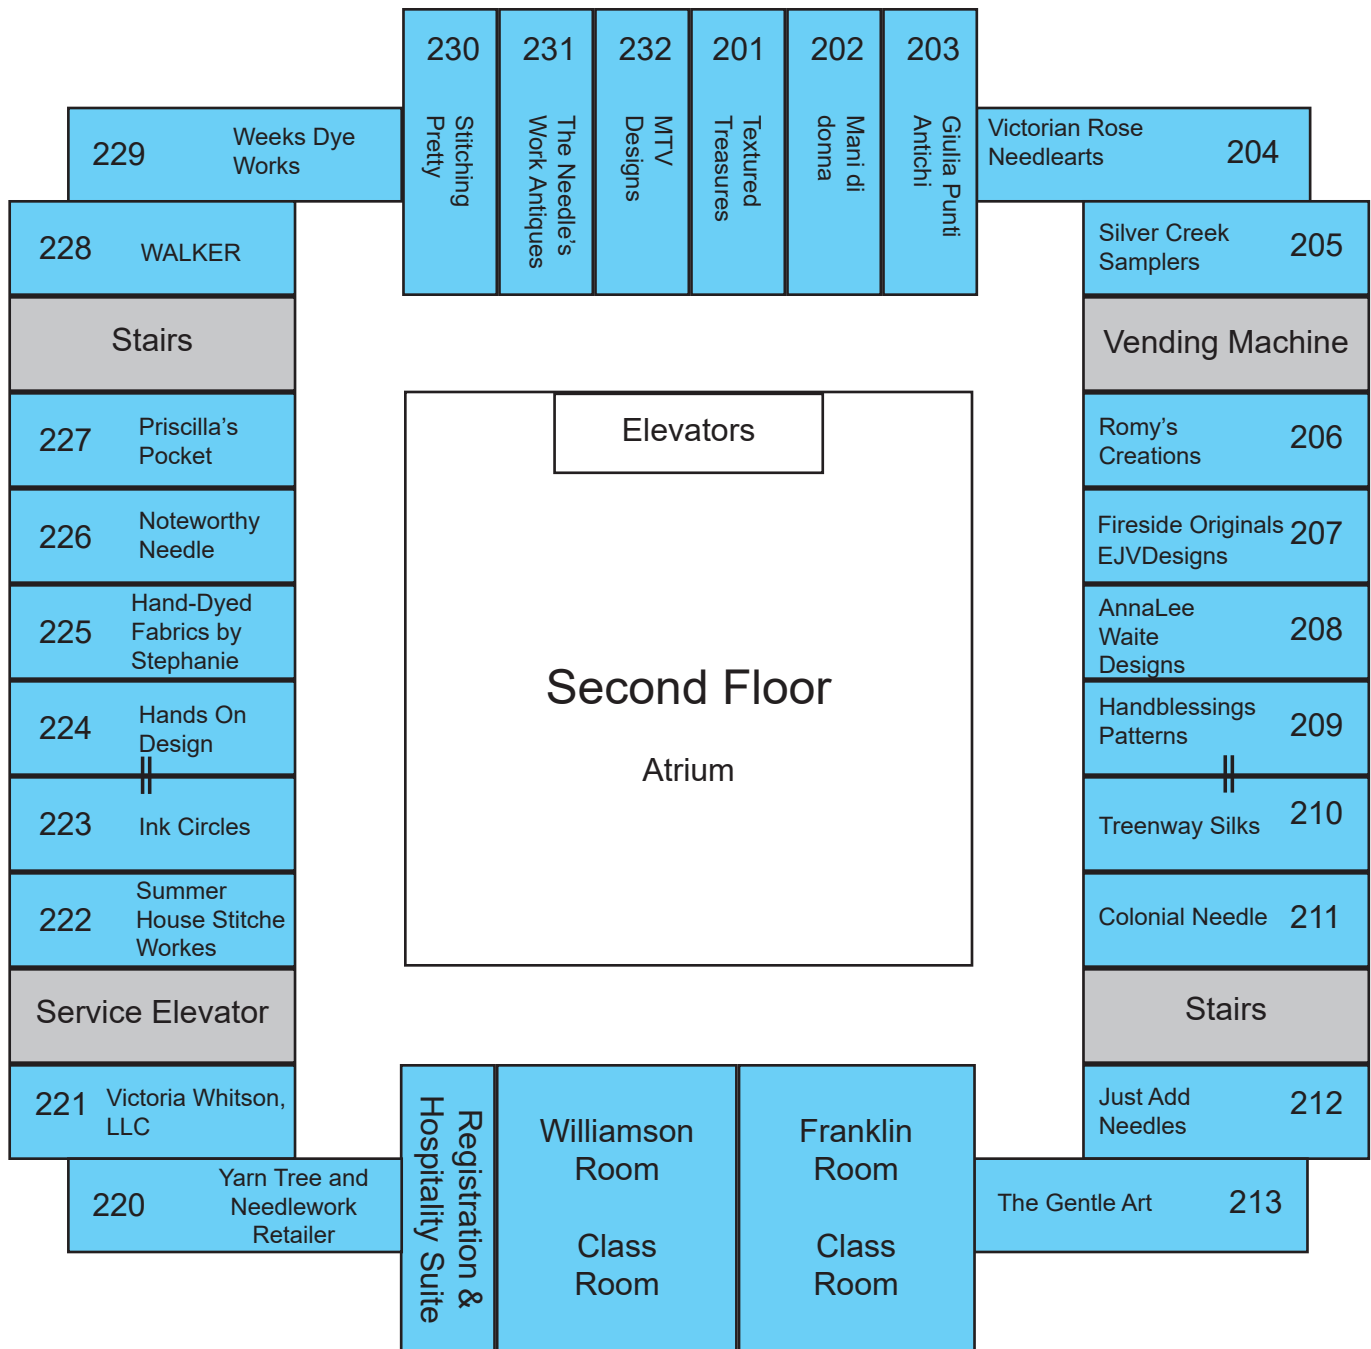 230
Stitching
Pretty
231
The Needle's
Work Antiques
232
MTV
Designs
201
Textured
Treasures
202
Mani di
donna
203
Giulia Punti
Antichi
229
Weeks Dye
Works
Victorian Rose
Needlearts
204
228
WALKER
Silver Creek
Samplers
205
Stairs
Vending Machine
227
Priscilla's
Pocket
Elevators
Romy's
Creations
206
226
Noteworthy
Needle
Fireside Originals
EJVDesigns
207
225
Hand-Dyed
Fabrics by
Stephanie
AnnaLee
Waite
Designs
208
224
Hands On
Design
Second Floor
Atrium
Handblessings
Patterns
209
223
Ink Circles
Treenway Silks
210
222
Summer
House Stitche
Workes
Colonial Needle
211
Service Elevator
Stairs
221
Victoria Whitson,
LLC
Just Add
Needles
212
220
Yarn Tree and
Needlework
Retailer
Registration &
Hospitality Suite
Williamson
Room
Class
Room
Franklin
Room
Class
Room
The Gentle Art
213